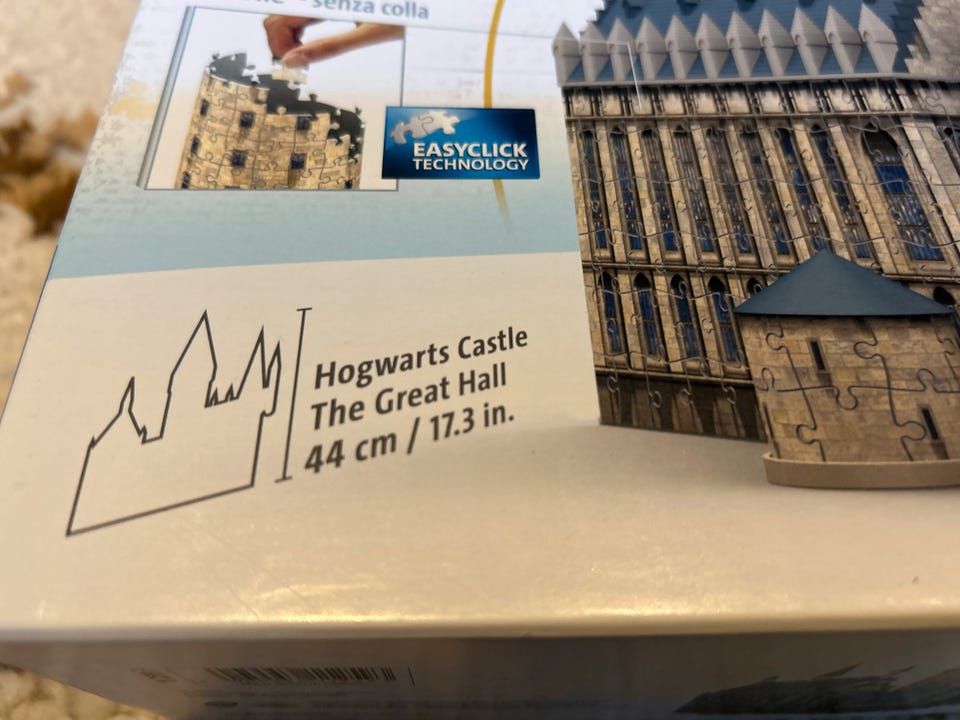 senza colla
EASYCLICK
TECHNOLOGY
Hogwarts Castle
The Great Hall
44 cm / 17.3 in.